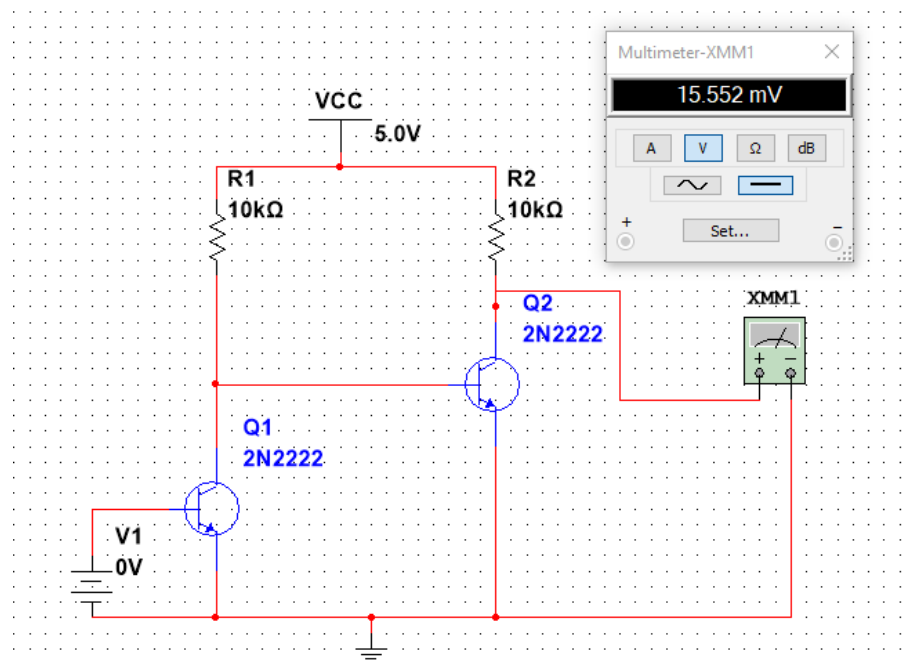 Multimeter-XMM1
15.552 mV
A V Ω dB
+ Set... −
VCC
5.0V
R1
10kΩ
R2
10kΩ
Q2
2N2222
XMM1
+ −
Q1
2N2222
V1
0V